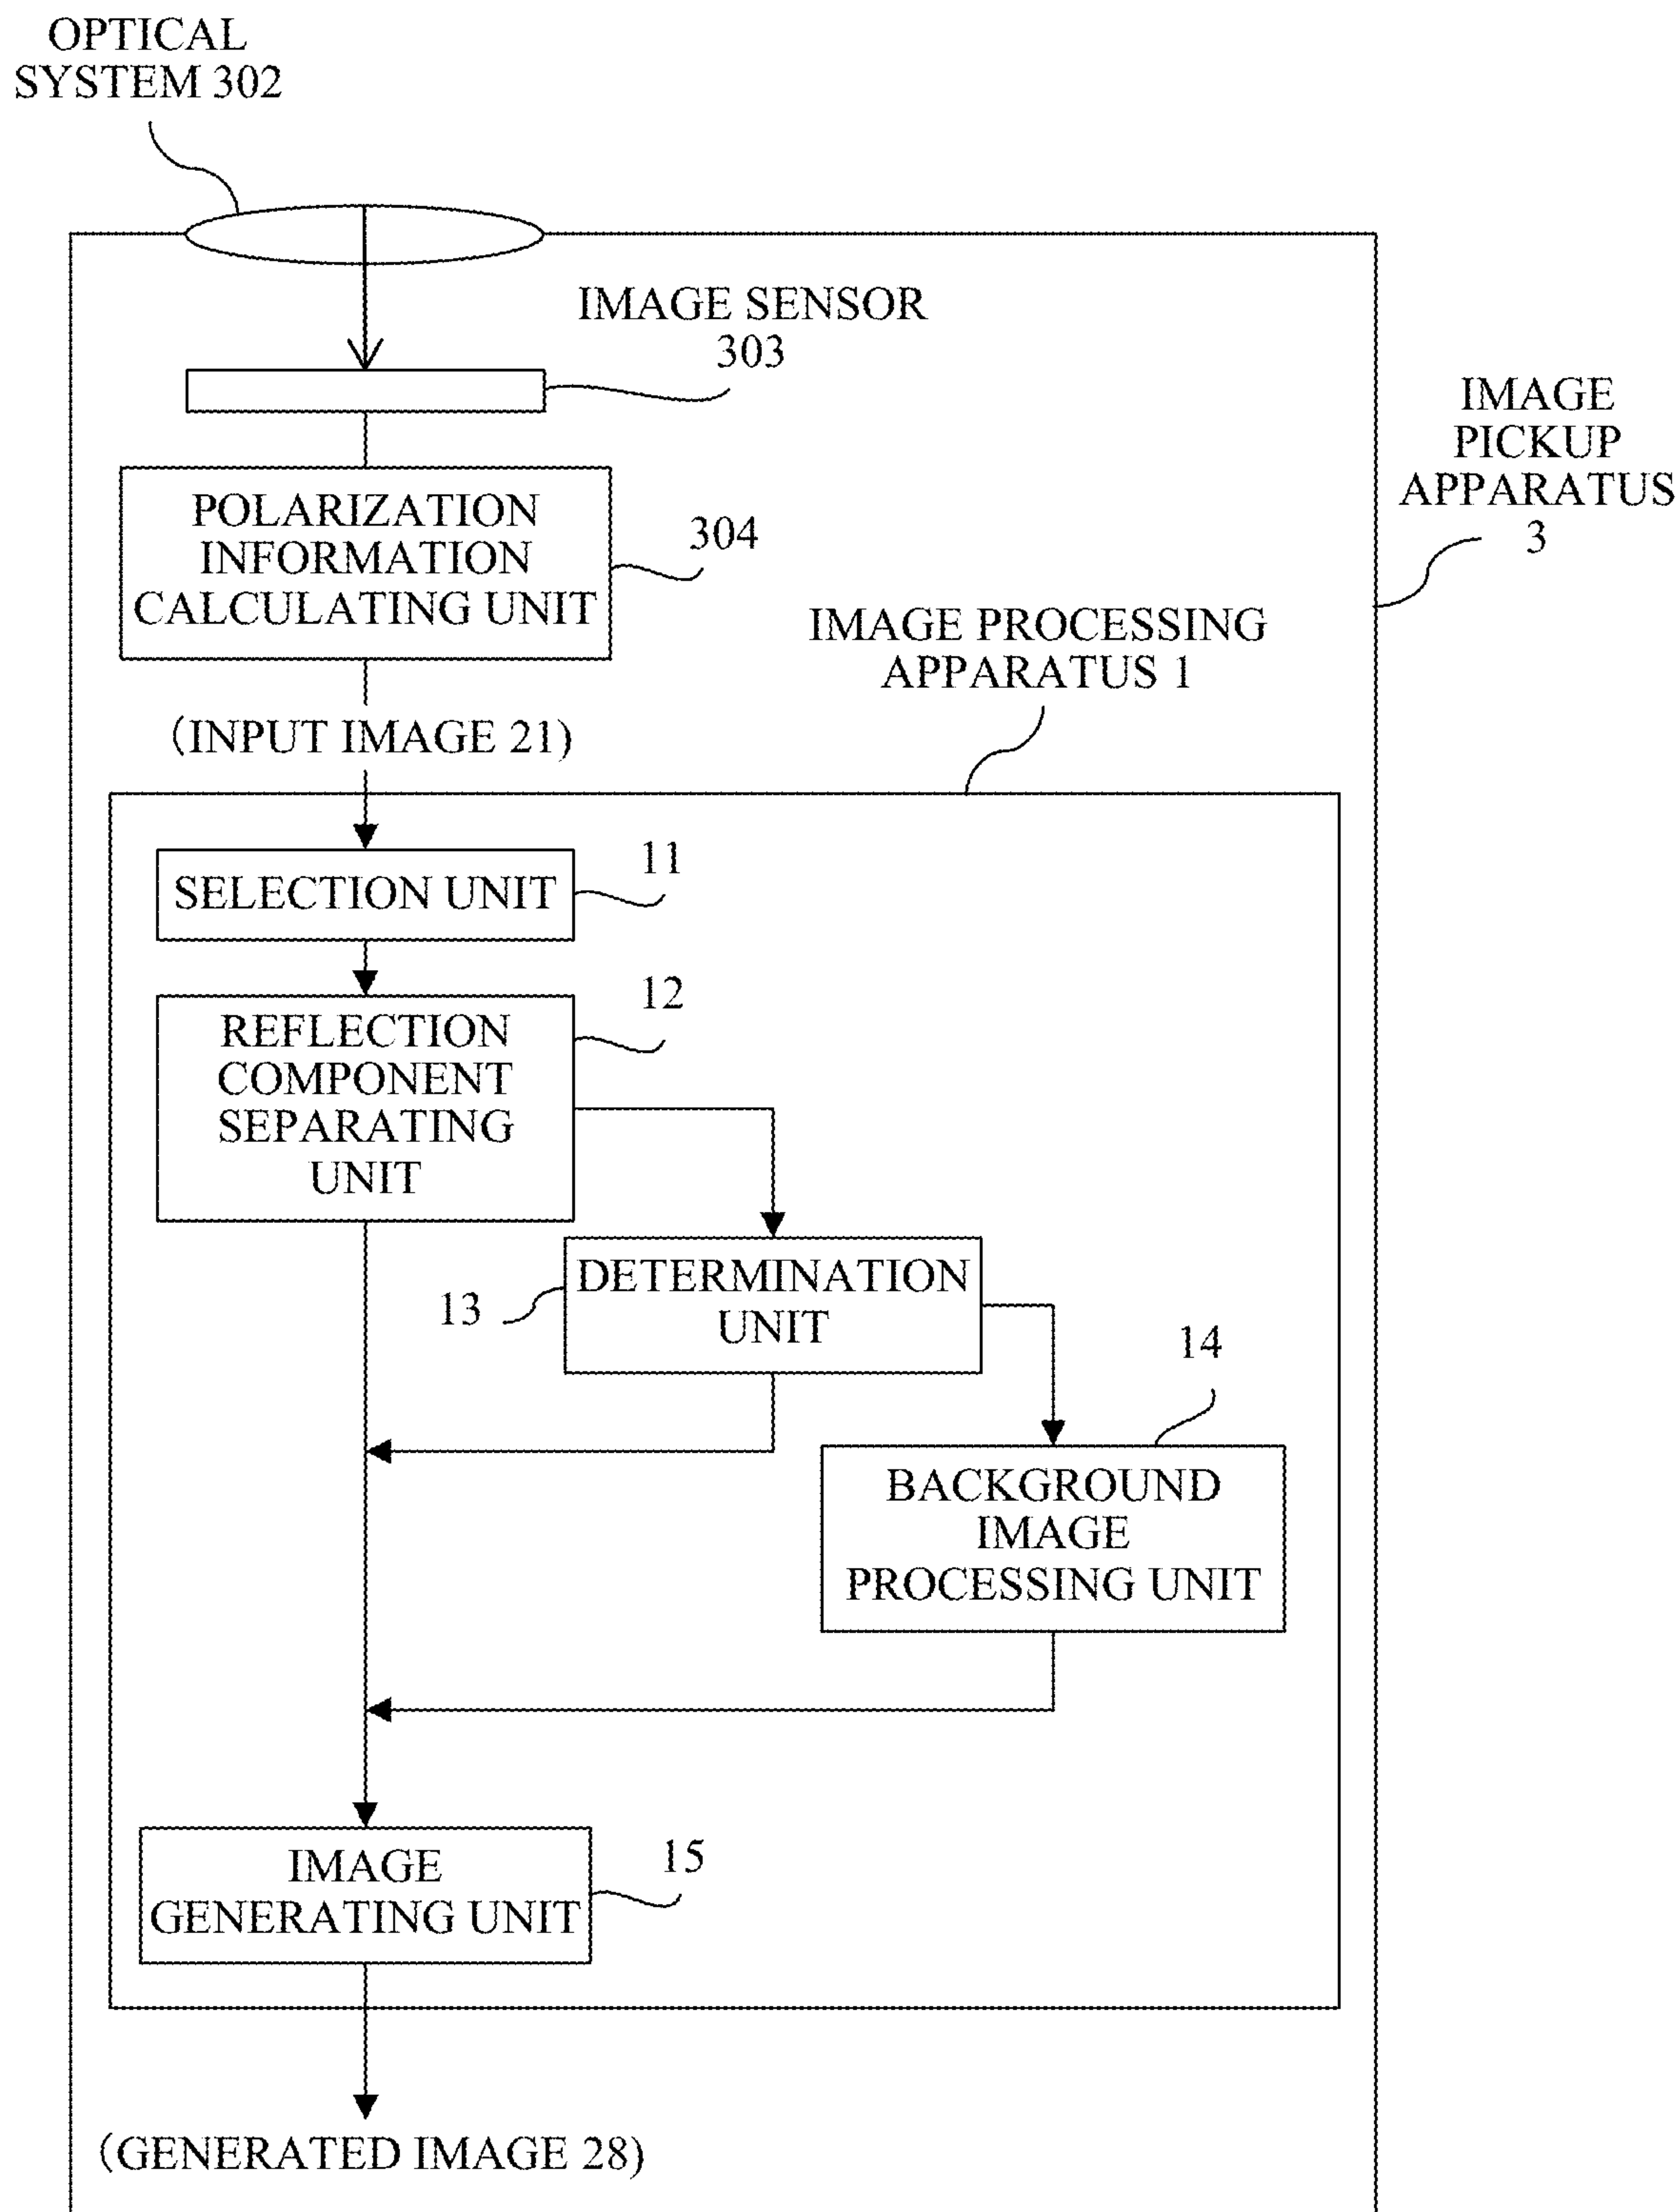 OPTICAL
SYSTEM 302
IMAGE SENSOR
303
IMAGE
PICKUP
APPARATUS
3
POLARIZATION
INFORMATION
CALCULATING UNIT
304
IMAGE PROCESSING
APPARATUS 1
(INPUT IMAGE 21)
SELECTION UNIT
11
REFLECTION
COMPONENT
SEPARATING
UNIT
12
DETERMINATION
UNIT
13
14
BACKGROUND
IMAGE
PROCESSING UNIT
IMAGE
GENERATING UNIT
15
(GENERATED IMAGE 28)